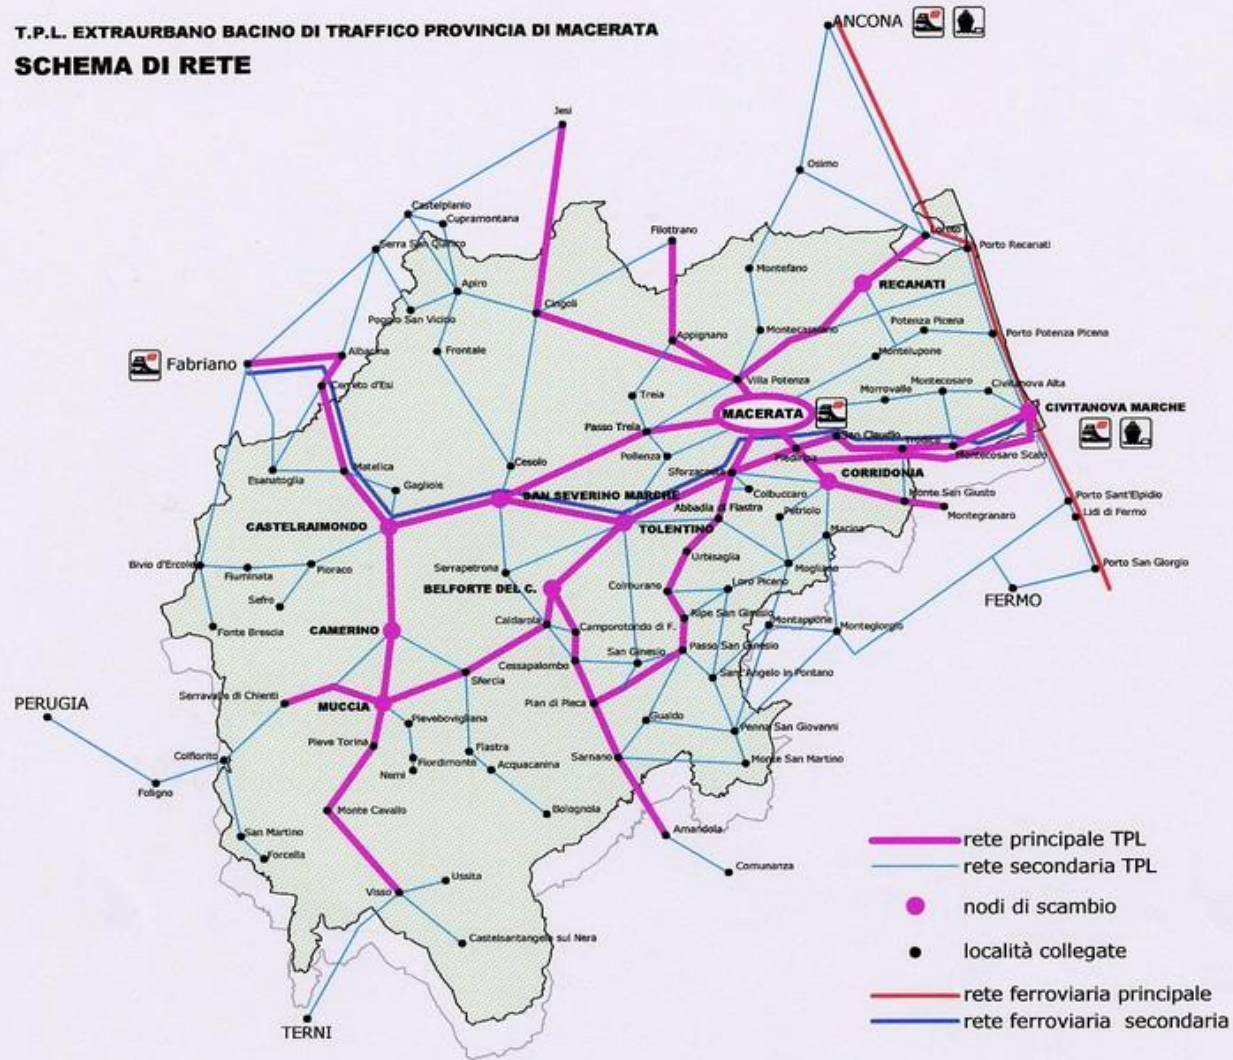 T.P.L. EXTRAURBANO BACINO DI TRAFFICO PROVINCIA DI MACERATA
SCHEMA DI RETE
ANCONA
Jesi
Osimo
Castelplanio
Cupramontana
Filottrano
Loreto
Serra San Quirico
Porto Recanati
Montefano
Apiro
RECANATI
Cingoli
Poggio San Vicino
Potenza Picena
Porto Potenza Picena
Montecassiano
Appignano
Fabriano
Albacina
Frontale
Montelupone
Cerreto d'Esi
Villa Potenza
Morrovalle
Montecosaro
Civitanova Alta
Treia
MACERATA
CIVITANOVA MARCHE
Passo Treia
San Claudio
Trodica
Pollenza
Piediripa
Montecosaro Scalo
Cesolo
Matelica
Sforzacosta
CORRIDONIA
Esanatoglia
Gagliole
Colbuccaro
SAN SEVERINO MARCHE
Monte San Giusto
Porto Sant'Elpidio
Abbadia di Fiastra
Petriolo
Montegranaro
Lidi di Fermo
CASTELRAIMONDO
TOLENTINO
Macina
Urbisaglia
Bivio d'Ercole
Fiuminata
Pioraco
Serrapetrona
Mogliano
Porto San Giorgio
Loro Piceno
BELFORTE DEL C.
Colmurano
Sefro
FERMO
Ripe San Ginesio
Caldarola
Camporotondo di F.
Montappone
Montegiorgio
CAMERINO
Fonte Brescia
San Ginesio
Passo San Ginesio
Cessapalombo
Sfercia
Sant'Angelo in Pontano
Serravalle di Chienti
PERUGIA
MUCCIA
Pian di Pieca
Pievebovigliana
Gualdo
Penna San Giovanni
Pieve Torina
Fiastra
Colfiorito
Sarnano
Fiordimonte
Acquacanina
Monte San Martino
Nemi
Foligno
Monte Cavallo
Bolognola
San Martino
Amandola
Forcella
Comunanza
Ussita
Visso
Castelsantangelo sul Nera
TERNI
rete principale TPL
rete secondaria TPL
nodi di scambio
località collegate
rete ferroviaria principale
rete ferroviaria secondaria